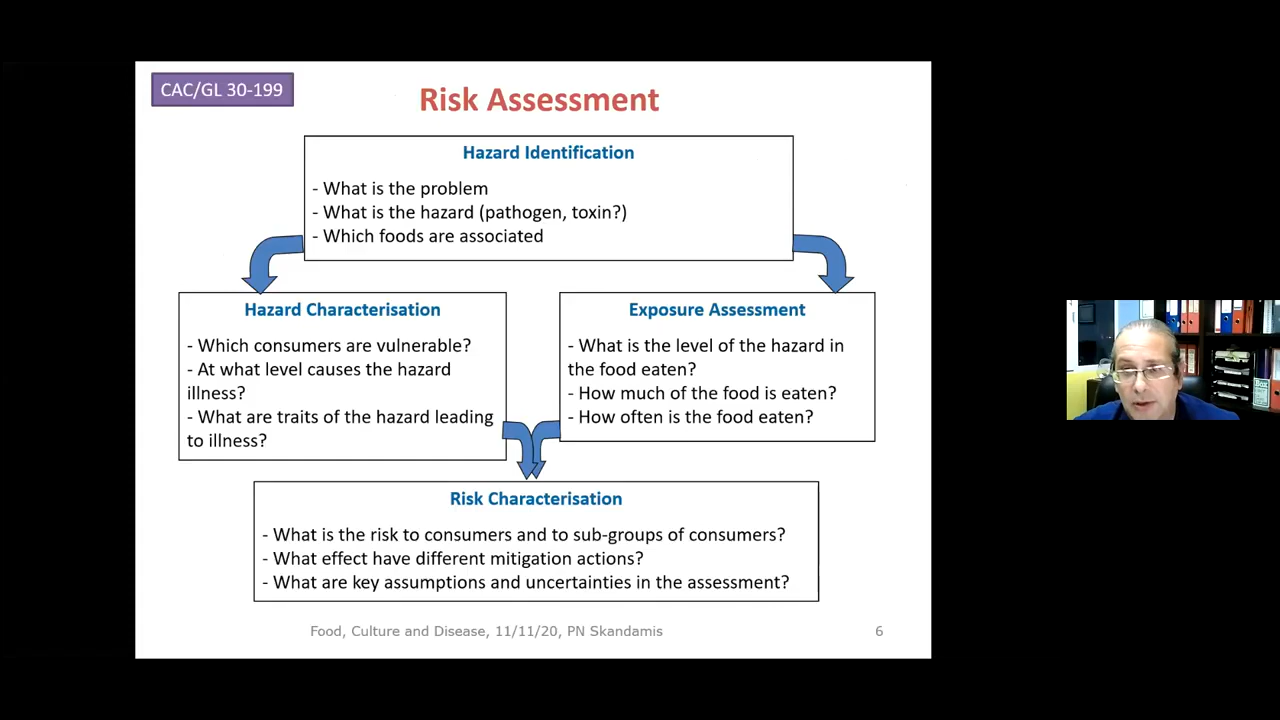 CAC/GL 30-199
Risk Assessment
Hazard Identification
- What is the problem
- What is the hazard (pathogen, toxin?)
- Which foods are associated
Hazard Characterisation
- Which consumers are vulnerable?
- At what level causes the hazard
illness?
- What are traits of the hazard leading
to illness?
Exposure Assessment
- What is the level of the hazard in
the food eaten?
- How much of the food is eaten?
- How often is the food eaten?
Risk Characterisation
- What is the risk to consumers and to sub-groups of consumers?
- What effect have different mitigation actions?
- What are key assumptions and uncertainties in the assessment?
Food, Culture and Disease, 11/11/20, PN Skandamis
6
Box